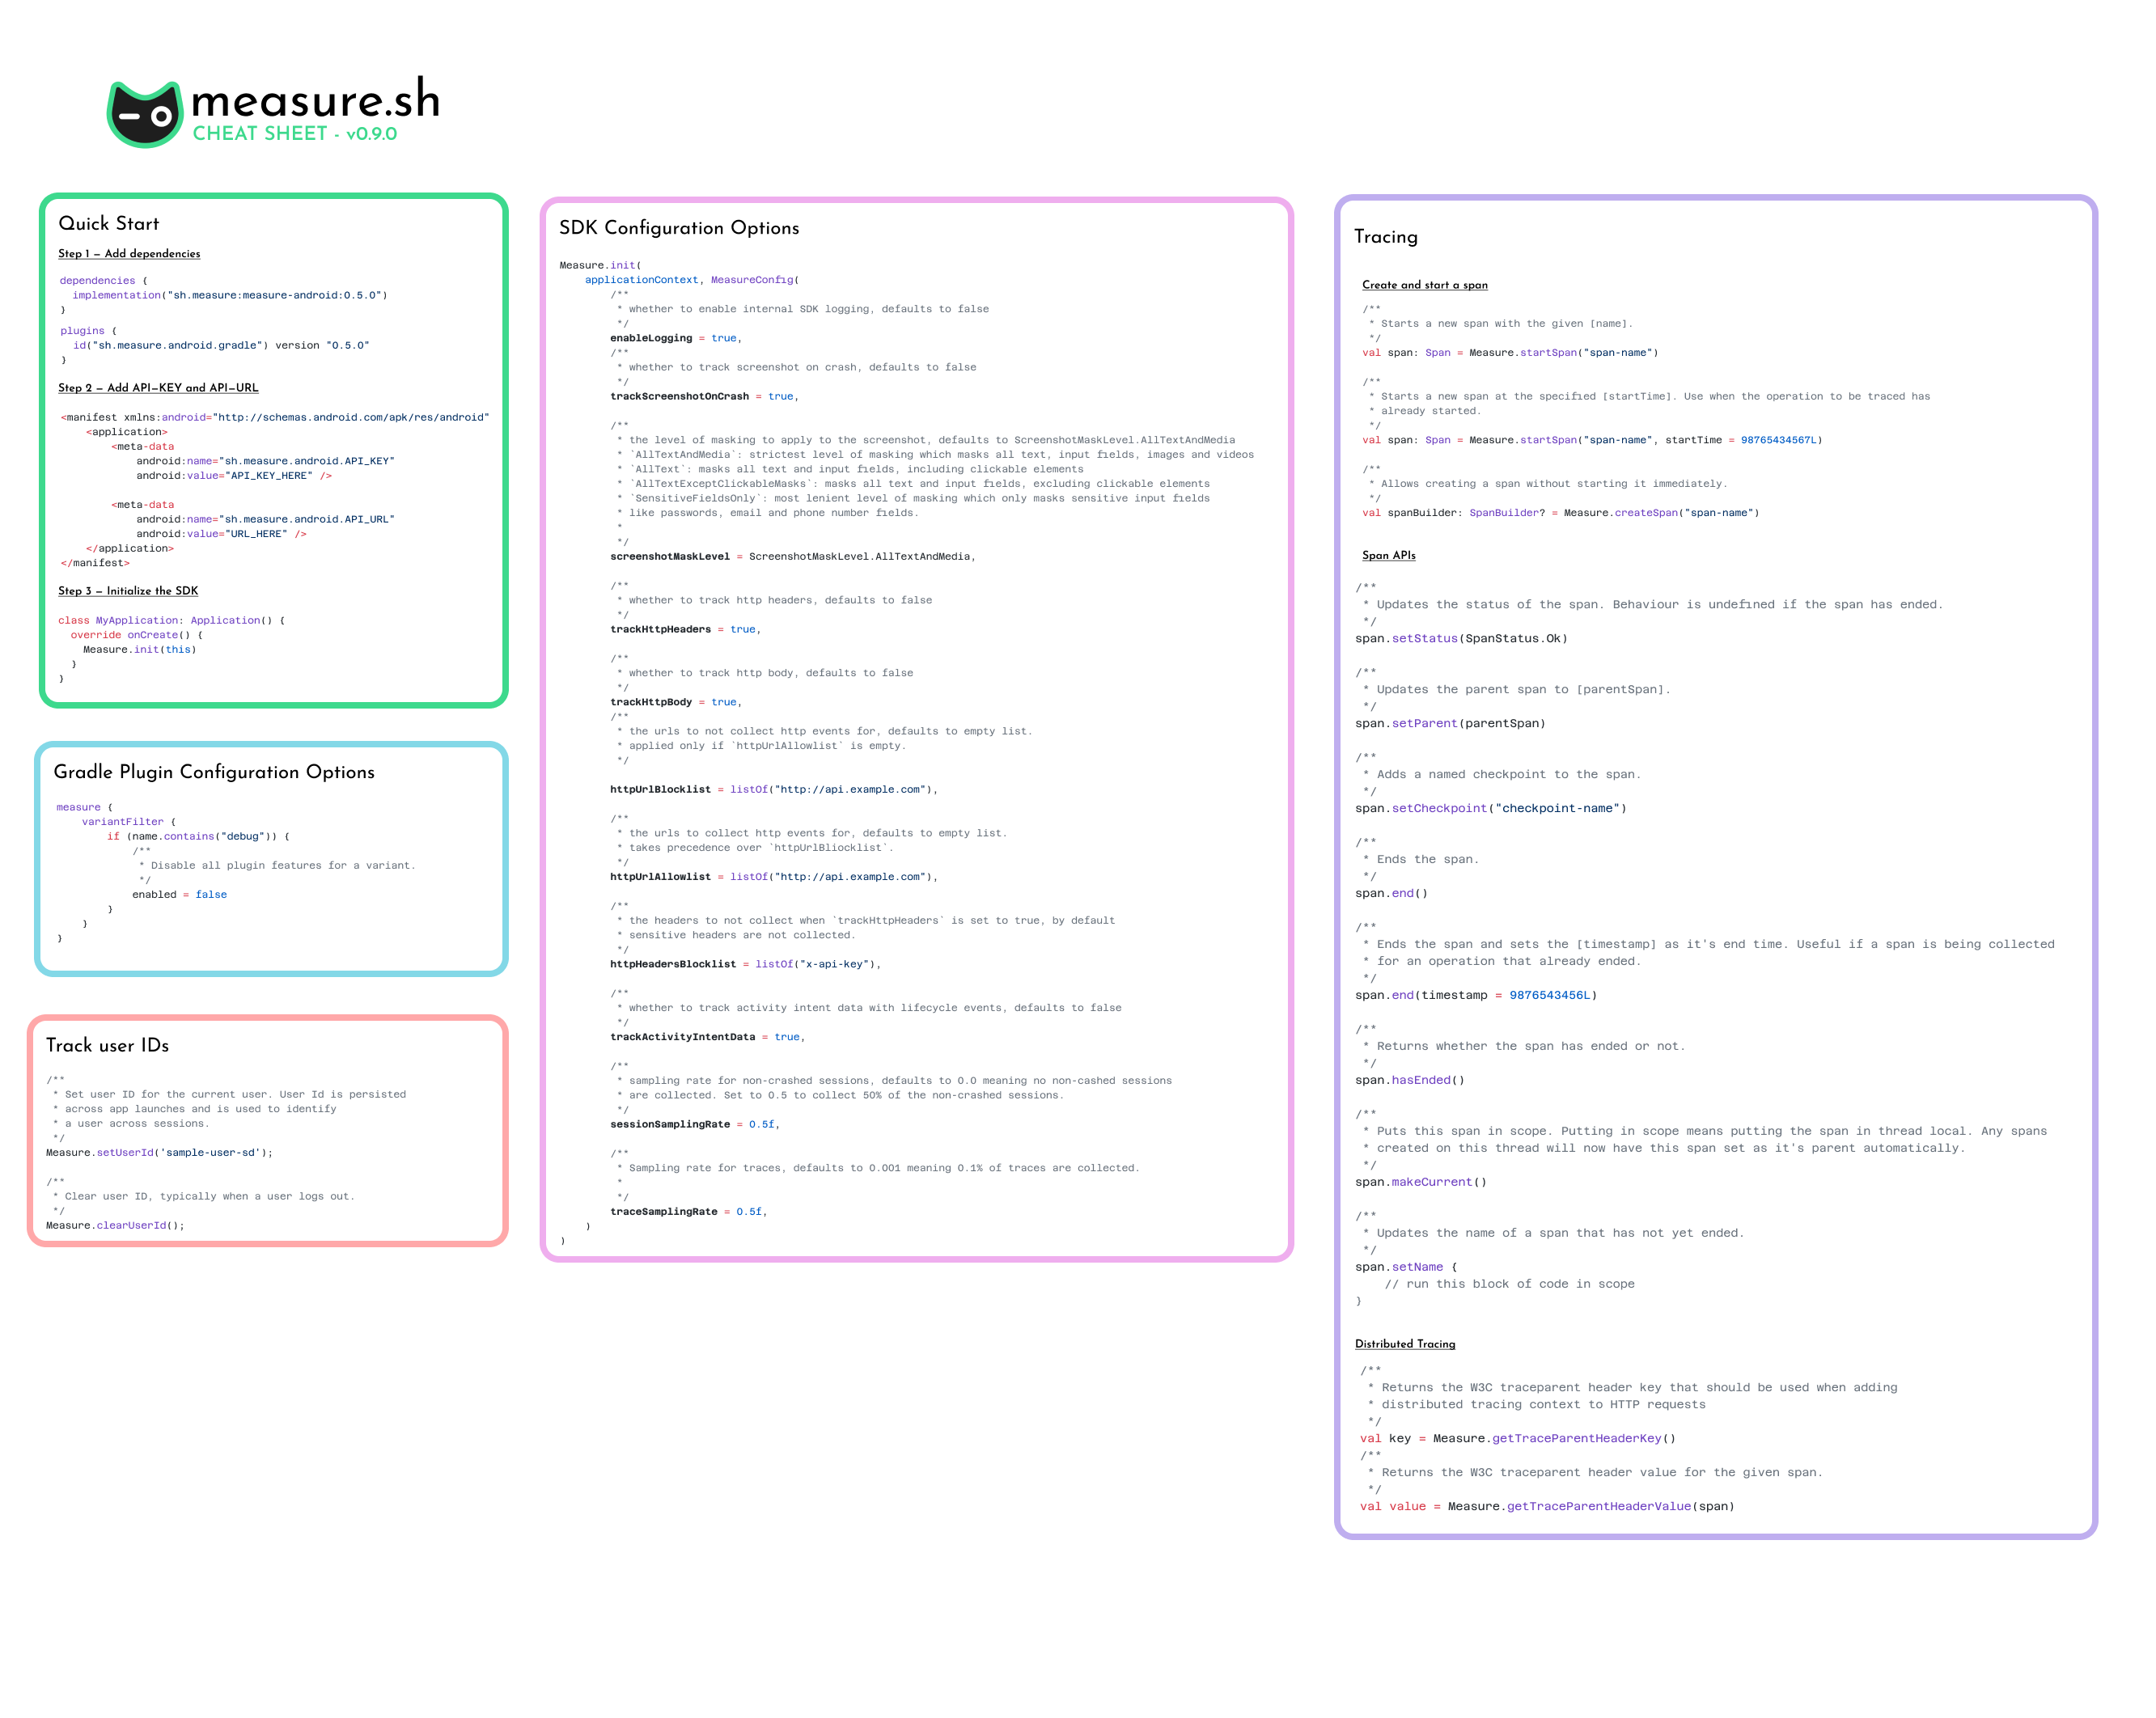 measure.sh
CHEAT SHEET - v0.9.0
Quick Start
Step 1 – Add dependencies
dependencies {
  implementation("sh.measure:measure-android:0.5.0")
}
plugins {
  id("sh.measure.android.gradle") version "0.5.0"
}
Step 2 – Add API–KEY and API–URL
<manifest xmlns:android="http://schemas.android.com/apk/res/android"
    <application>
        <meta-data
            android:name="sh.measure.android.API_KEY"
            android:value="API_KEY_HERE" />
        <meta-data
            android:name="sh.measure.android.API_URL"
            android:value="URL_HERE" />
    </application>
</manifest>
Step 3 – Initialize the SDK
class MyApplication: Application() {
  override onCreate() {
    Measure.init(this)
  }
}
Gradle Plugin Configuration Options
measure {
    variantFilter {
        if (name.contains("debug")) {
            /**
             * Disable all plugin features for a variant.
             */
            enabled = false
        }
    }
}
Track user IDs
/**
 * Set user ID for the current user. User Id is persisted
 * across app launches and is used to identify
 * a user across sessions.
 */
Measure.setUserId('sample-user-sd');
/**
 * Clear user ID, typically when a user logs out.
 */
Measure.clearUserId();
SDK Configuration Options
Measure.init(
    applicationContext, MeasureConfig(
        /**
         * whether to enable internal SDK logging, defaults to false
         */
        enableLogging = true,
        /**
         * whether to track screenshot on crash, defaults to false
         */
        trackScreenshotOnCrash = true,
        /**
         * the level of masking to apply to the screenshot, defaults to ScreenshotMaskLevel.AllTextAndMedia
         * `AllTextAndMedia`: strictest level of masking which masks all text, input fields, images and videos
         * `AllText`: masks all text and input fields, including clickable elements
         * `AllTextExceptClickableMasks`: masks all text and input fields, excluding clickable elements
         * `SensitiveFieldsOnly`: most lenient level of masking which only masks sensitive input fields
         * like passwords, email and phone number fields.
         *
         */
        screenshotMaskLevel = ScreenshotMaskLevel.AllTextAndMedia,
        /**
         * whether to track http headers, defaults to false
         */
        trackHttpHeaders = true,
        /**
         * whether to track http body, defaults to false
         */
        trackHttpBody = true,
        /**
         * the urls to not collect http events for, defaults to empty list.
         * applied only if `httpUrlAllowlist` is empty.
         */
        httpUrlBlocklist = listOf("http://api.example.com"),
        /**
         * the urls to collect http events for, defaults to empty list.
         * takes precedence over `httpUrlBliocklist`.
         */
        httpUrlAllowlist = listOf("http://api.example.com"),
        /**
         * the headers to not collect when `trackHttpHeaders` is set to true, by default
         * sensitive headers are not collected.
         */
        httpHeadersBlocklist = listOf("x-api-key"),
        /**
         * whether to track activity intent data with lifecycle events, defaults to false
         */
        trackActivityIntentData = true,
        /**
         * sampling rate for non-crashed sessions, defaults to 0.0 meaning no non-cashed sessions
         * are collected. Set to 0.5 to collect 50% of the non-crashed sessions.
         */
        sessionSamplingRate = 0.5f,
        /**
         * Sampling rate for traces, defaults to 0.001 meaning 0.1% of traces are collected.
         *
         */
        traceSamplingRate = 0.5f,
    )
)
Tracing
Create and start a span
/**
 * Starts a new span with the given [name].
 */
val span: Span = Measure.startSpan("span-name")
/**
 * Starts a new span at the specified [startTime]. Use when the operation to be traced has
 * already started.
 */
val span: Span = Measure.startSpan("span-name", startTime = 98765434567L)
/**
 * Allows creating a span without starting it immediately.
 */
val spanBuilder: SpanBuilder? = Measure.createSpan("span-name")
Span APIs
/**
 * Updates the status of the span. Behaviour is undefined if the span has ended.
 */
span.setStatus(SpanStatus.Ok)
/**
 * Updates the parent span to [parentSpan].
 */
span.setParent(parentSpan)
/**
 * Adds a named checkpoint to the span.
 */
span.setCheckpoint("checkpoint-name")
/**
 * Ends the span.
 */
span.end()
/**
 * Ends the span and sets the [timestamp] as it's end time. Useful if a span is being collected
 * for an operation that already ended.
 */
span.end(timestamp = 9876543456L)
/**
 * Returns whether the span has ended or not.
 */
span.hasEnded()
/**
 * Puts this span in scope. Putting in scope means putting the span in thread local. Any spans
 * created on this thread will now have this span set as it's parent automatically.
 */
span.makeCurrent()
/**
 * Updates the name of a span that has not yet ended.
 */
span.setName {
    // run this block of code in scope
}
Distributed Tracing
/**
 * Returns the W3C traceparent header key that should be used when adding
 * distributed tracing context to HTTP requests
 */
val key = Measure.getTraceParentHeaderKey()
/**
 * Returns the W3C traceparent header value for the given span.
 */
val value = Measure.getTraceParentHeaderValue(span)